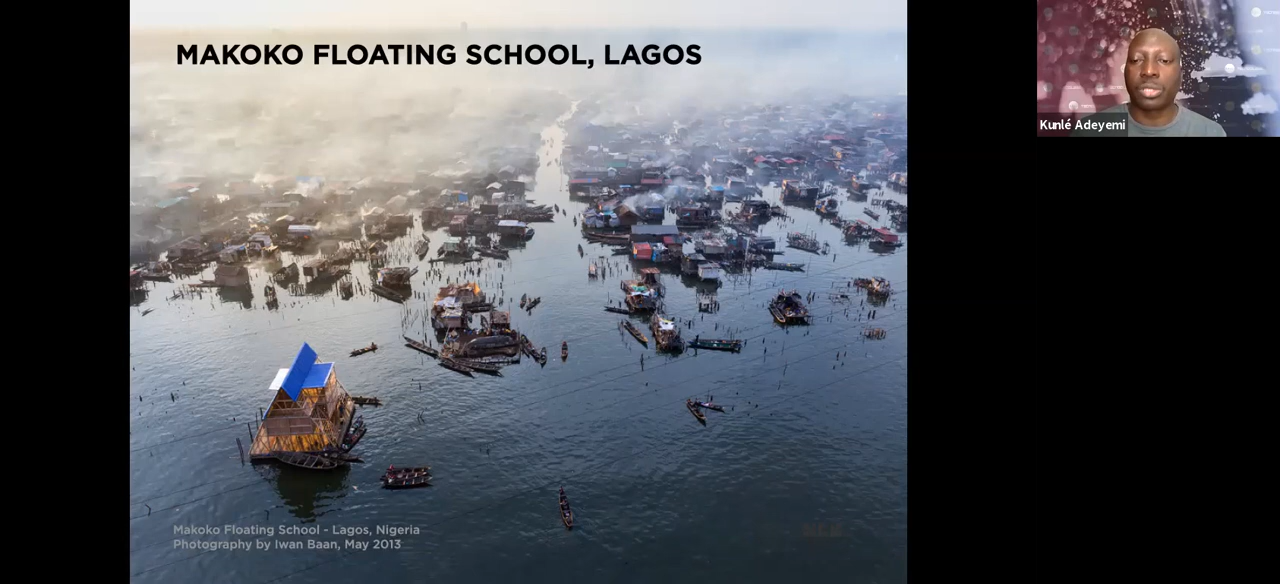 MAKOKO FLOATING SCHOOL, LAGOS
Kunlé Adeyemi
Makoko Floating School - Lagos, Nigeria
Photography by Iwan Baan, May 2013